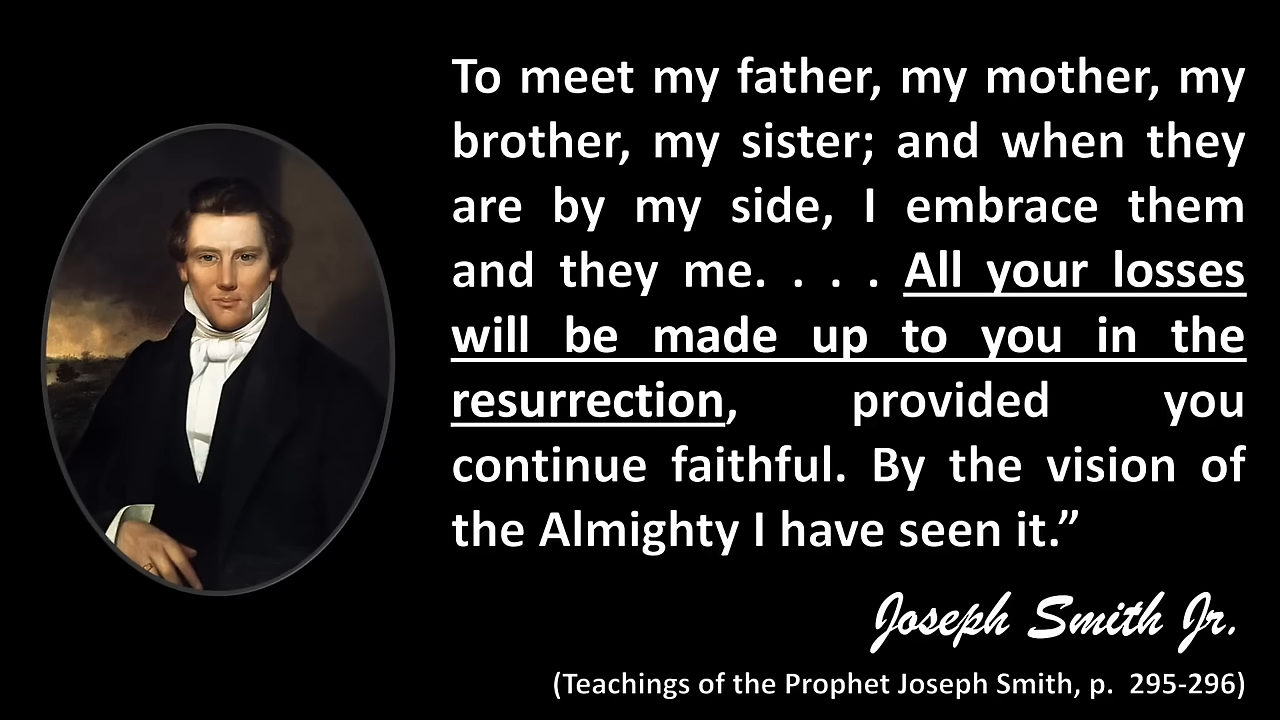 To meet my father, my mother, my
brother, my sister; and when they
are by my side, I embrace them
and they me. . . . All your losses
will be made up to you in the
resurrection, provided you
continue faithful. By the vision of
the Almighty I have seen it.”
Joseph Smith Jr.
(Teachings of the Prophet Joseph Smith, p. 295-296)